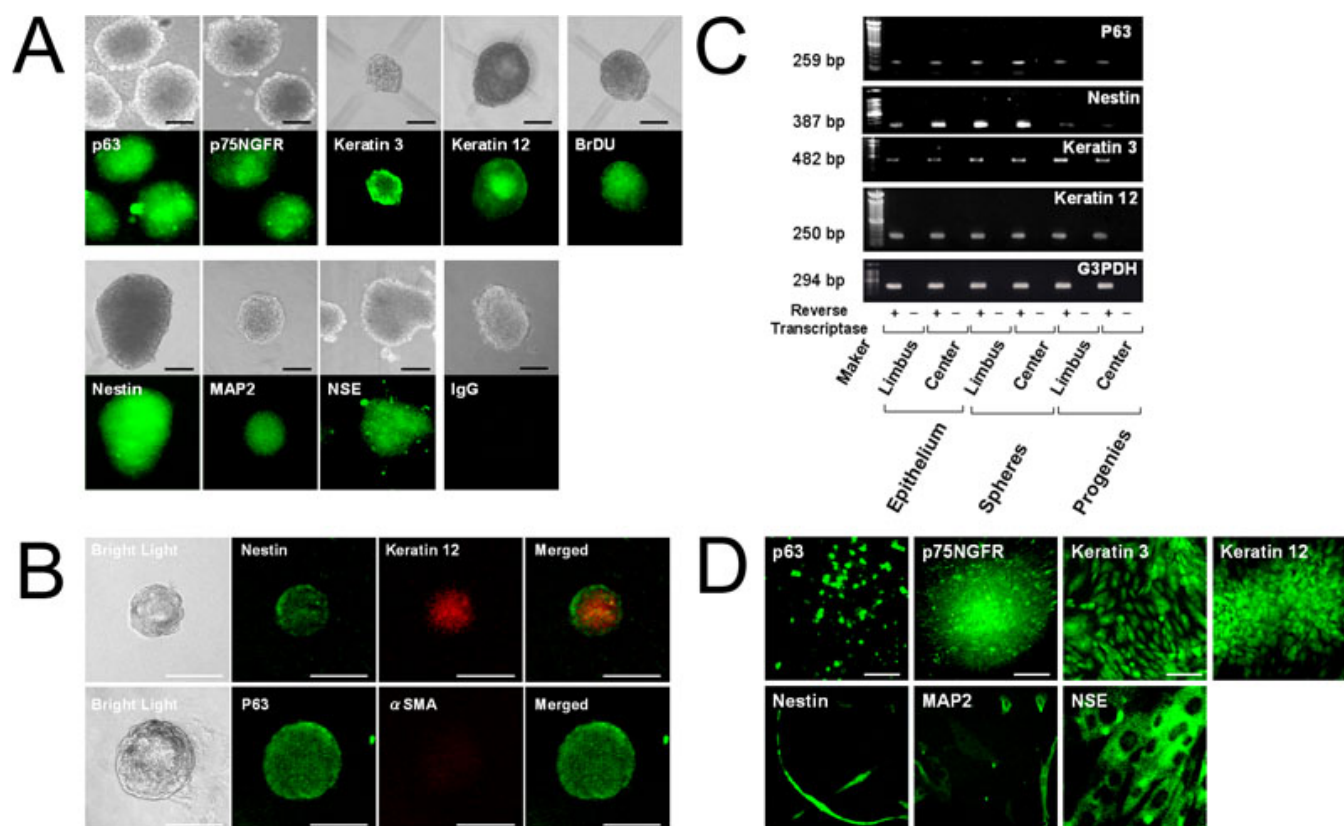 A
p63 p75NGFR Keratin 3 Keratin 12 BrDU
Nestin MAP2 NSE IgG
B
Bright Light Nestin Keratin 12 Merged
Bright Light P63 αSMA Merged
C
P63
259 bp
Nestin
387 bp
Keratin 3
482 bp
Keratin 12
250 bp
G3PDH
294 bp
Reverse Transcriptase + − + − + − + − + − + −
Maker Limbus Center Limbus Center Limbus Center
Epithelium Spheres Progenies
D
p63 p75NGFR Keratin 3 Keratin 12
Nestin MAP2 NSE